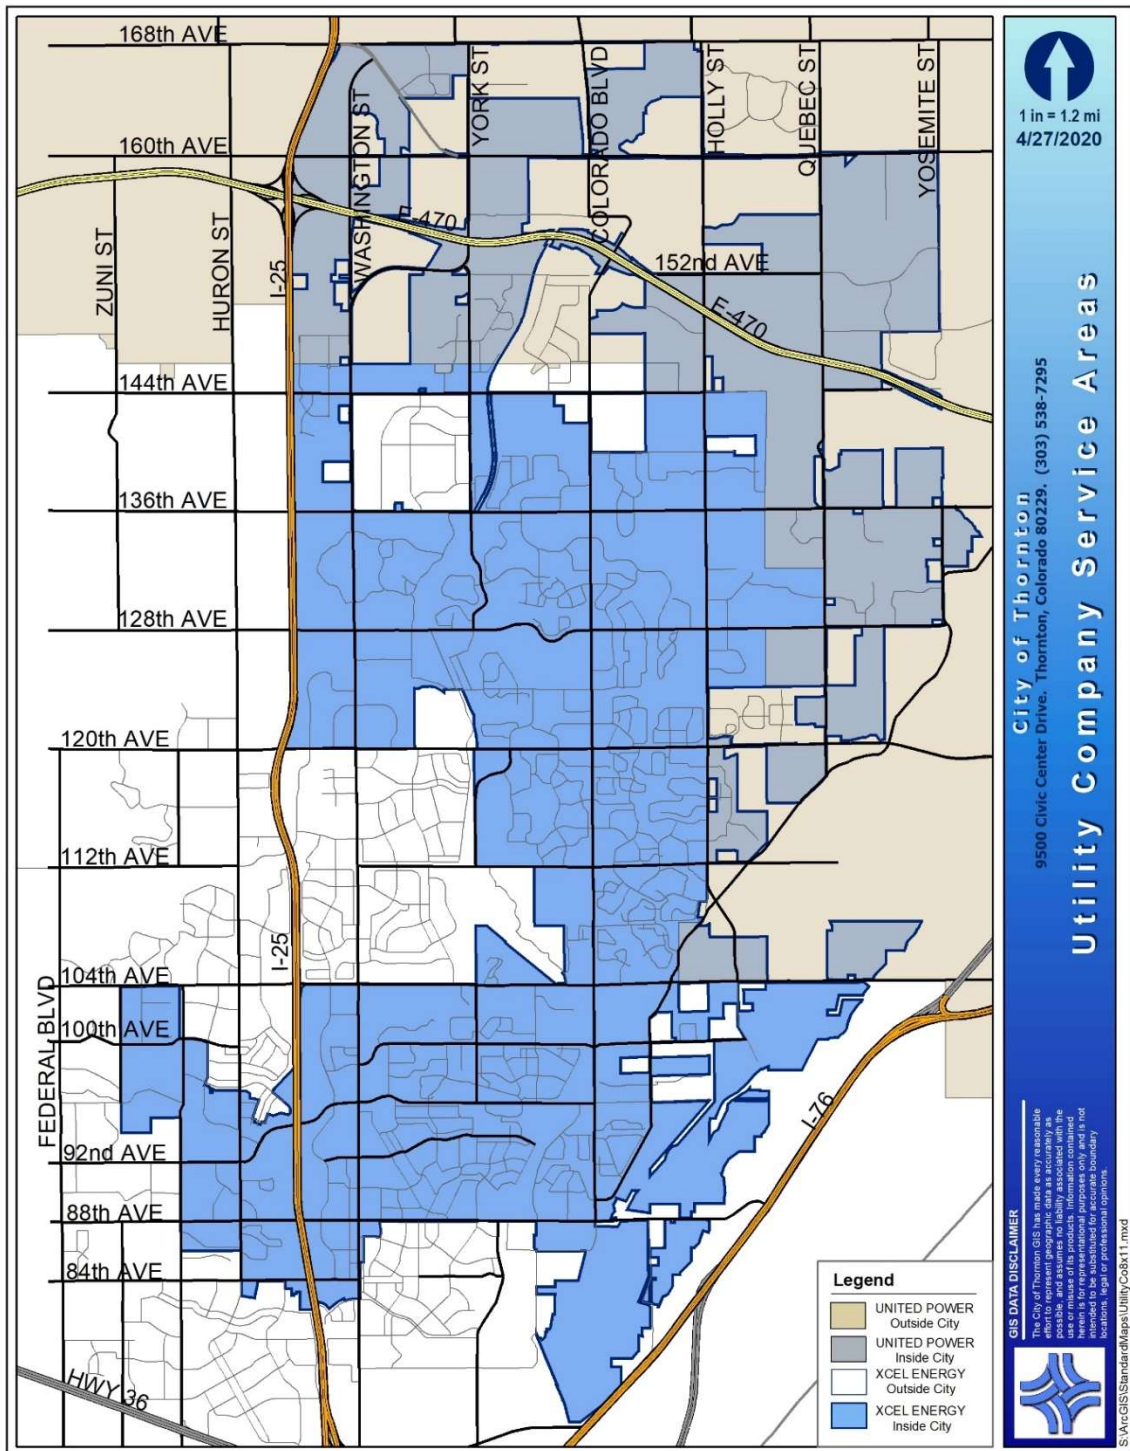 168th AVE
160th AVE
144th AVE
136th AVE
128th AVE
120th AVE
112th AVE
104th AVE
100th AVE
92nd AVE
88th AVE
84th AVE
152nd AVE
ZUNI ST
HURON ST
I-25
WASHINGTON ST
YORK ST
COLORADO BLVD
HOLLY ST
QUEBEC ST
YOSEMITE ST
E-470
E-470
I-25
FEDERAL BLVD
I-76
HWY 36
Legend
UNITED POWER
Outside City
UNITED POWER
Inside City
XCEL ENERGY
Outside City
XCEL ENERGY
Inside City
1 in = 1.2 mi
4/27/2020
City of Thornton
9500 Civic Center Drive. Thornton, Colorado 80229. (303) 538-7295
Utility Company Service Areas
GIS DATA DISCLAIMER
The City of Thornton GIS has made every reasonable
effort to represent geographic data as accurately as
possible, and assumes no liability associated with the
use or misuse of its products. Information contained
herein is for representational purposes only and is not
intended to be substituted for accurate boundary
locations, legal or professional opinions.
S:\ArcGIS\StandardMaps\UtilityCo8x11.mxd